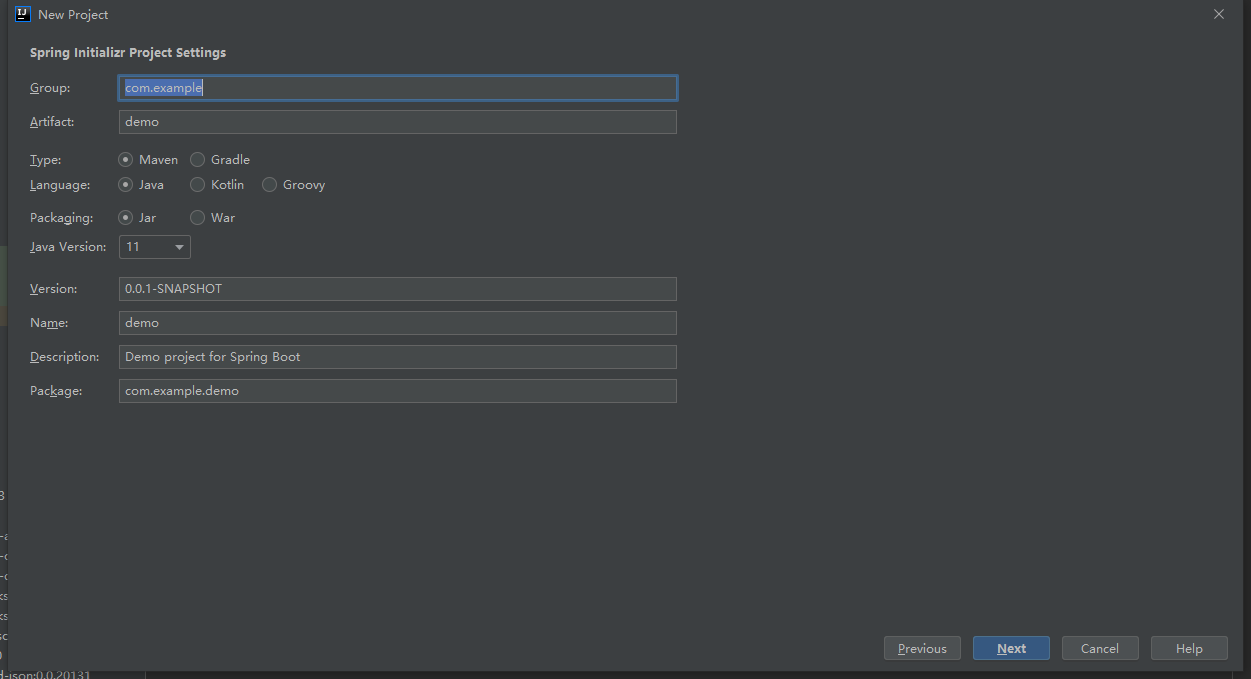 New Project
Spring Initializr Project Settings
Group: com.example
Artifact: demo
Type: Maven Gradle
Language: Java Kotlin Groovy
Packaging: Jar War
Java Version: 11
Version: 0.0.1-SNAPSHOT
Name: demo
Description: Demo project for Spring Boot
Package: com.example.demo
Previous Next Cancel Help